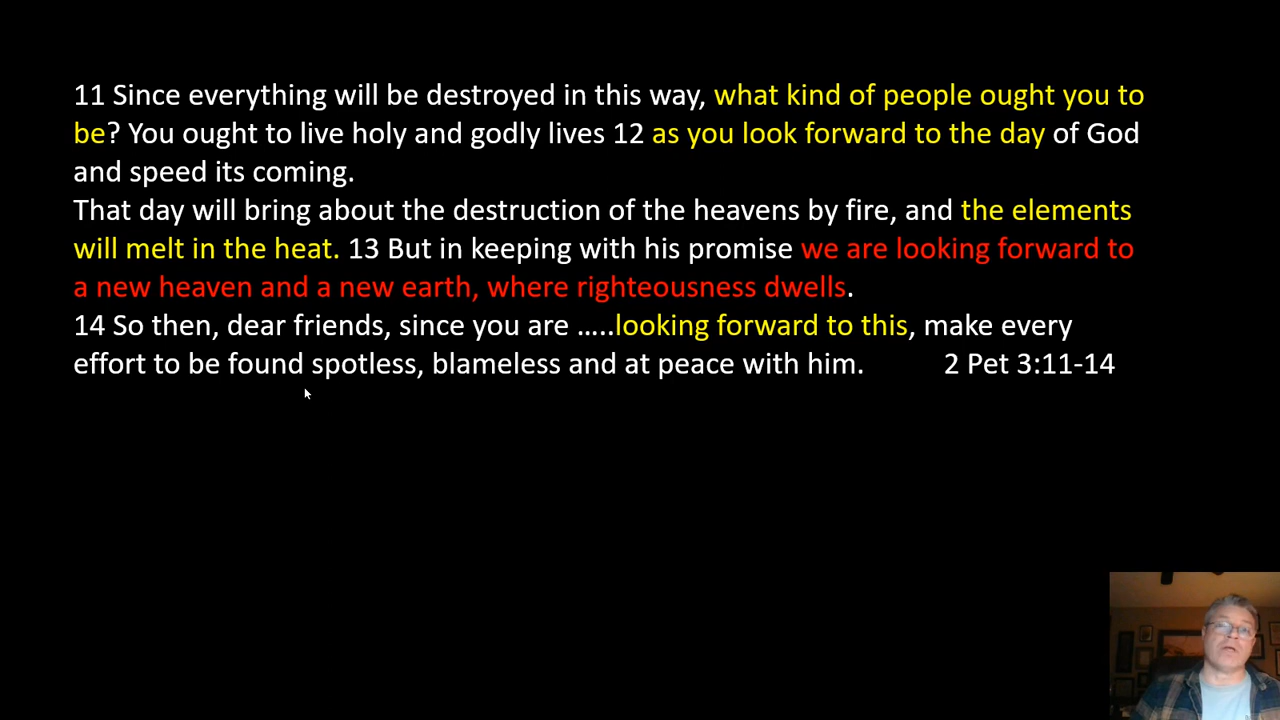 11 Since everything will be destroyed in this way, what kind of people ought you to
be? You ought to live holy and godly lives 12 as you look forward to the day of God
and speed its coming.
That day will bring about the destruction of the heavens by fire, and the elements
will melt in the heat. 13 But in keeping with his promise we are looking forward to
a new heaven and a new earth, where righteousness dwells.
14 So then, dear friends, since you are …..looking forward to this, make every
effort to be found spotless, blameless and at peace with him. 2 Pet 3:11-14